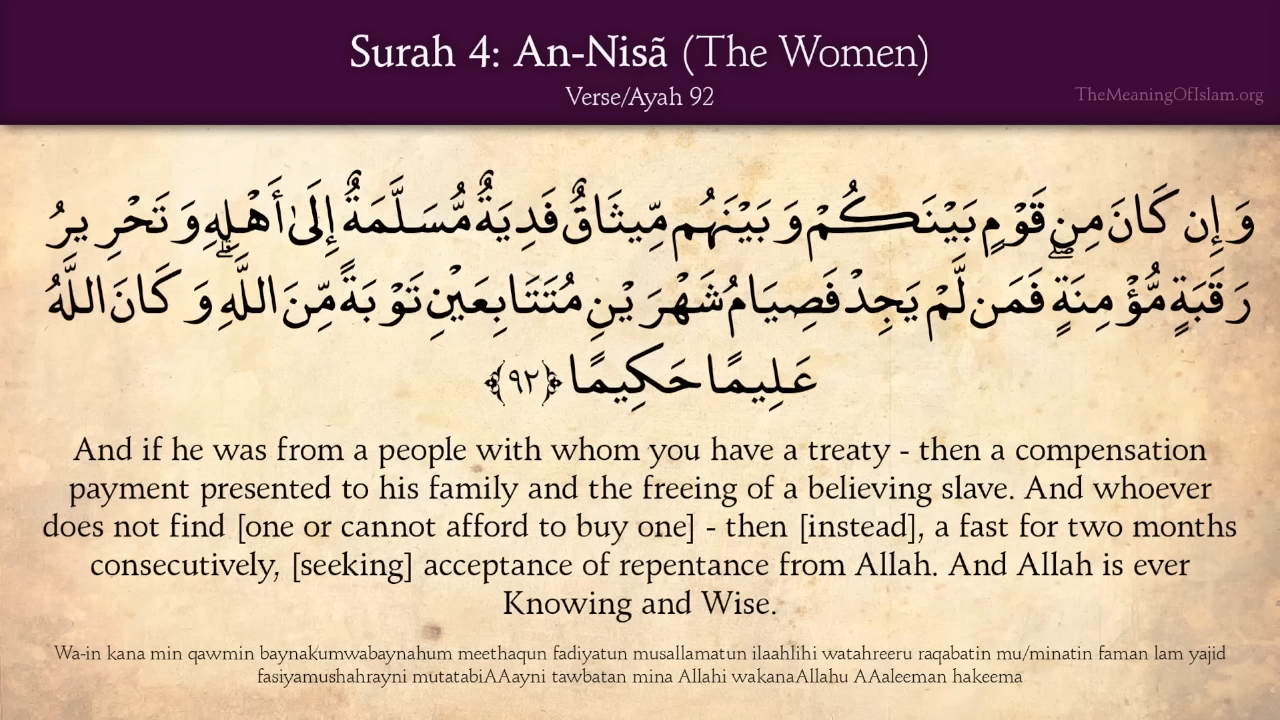 Surah 4: An-Nisã (The Women)
Verse/Ayah 92
TheMeaningOfIslam.org
وَإِن كَانَ مِن قَوْمٍ بَيْنَكُمْ وَبَيْنَهُم مِّيثَاقٌ فَدِيَةٌ مُّسَلَّمَةٌ إِلَىٰ أَهْلِهِ وَتَحْرِيرُ
رَقَبَةٍ مُّؤْمِنَةٍ ۖ فَمَن لَّمْ يَجِدْ فَصِيَامُ شَهْرَيْنِ مُتَتَابِعَيْنِ تَوْبَةً مِّنَ اللَّهِ ۗ وَكَانَ اللَّهُ
عَلِيمًا حَكِيمًا ﴿٩٢﴾
And if he was from a people with whom you have a treaty - then a compensation
payment presented to his family and the freeing of a believing slave. And whoever
does not find [one or cannot afford to buy one] - then [instead], a fast for two months
consecutively, [seeking] acceptance of repentance from Allah. And Allah is ever
Knowing and Wise.
Wa-in kana min qawmin baynakumwabaynahum meethaqun fadiyatun musallamatun ilaahlihi watahreeru raqabatin mu/minatin faman lam yajid
fasiyamushahrayni mutatabiAAayni tawbatan mina Allahi wakanaAllahu AAaleeman hakeema